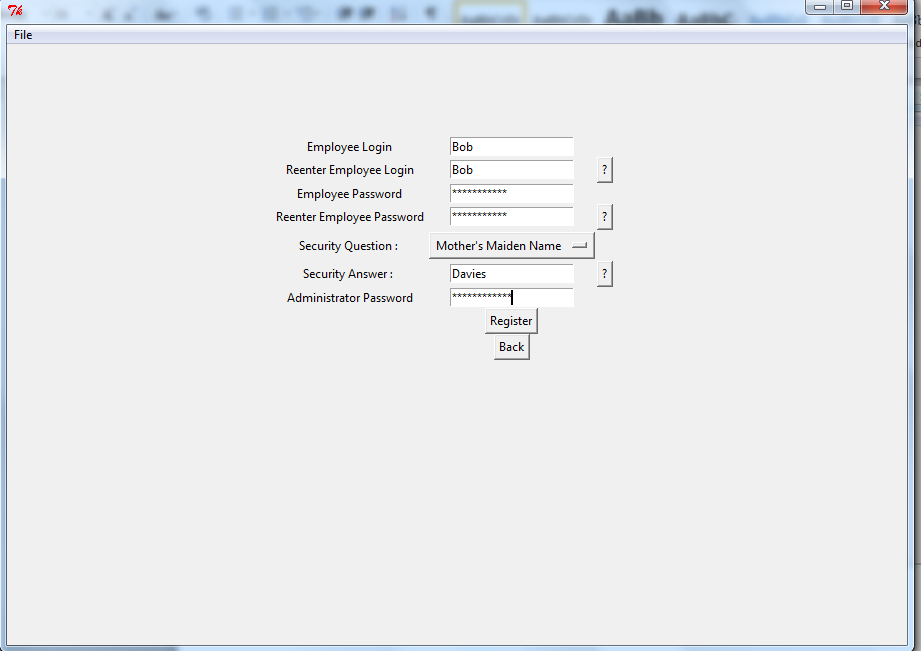 File
Employee Login Bob
Reenter Employee Login Bob ?
Employee Password ***********
Reenter Employee Password *********** ?
Security Question : Mother's Maiden Name
Security Answer : Davies ?
Administrator Password ************
Register
Back